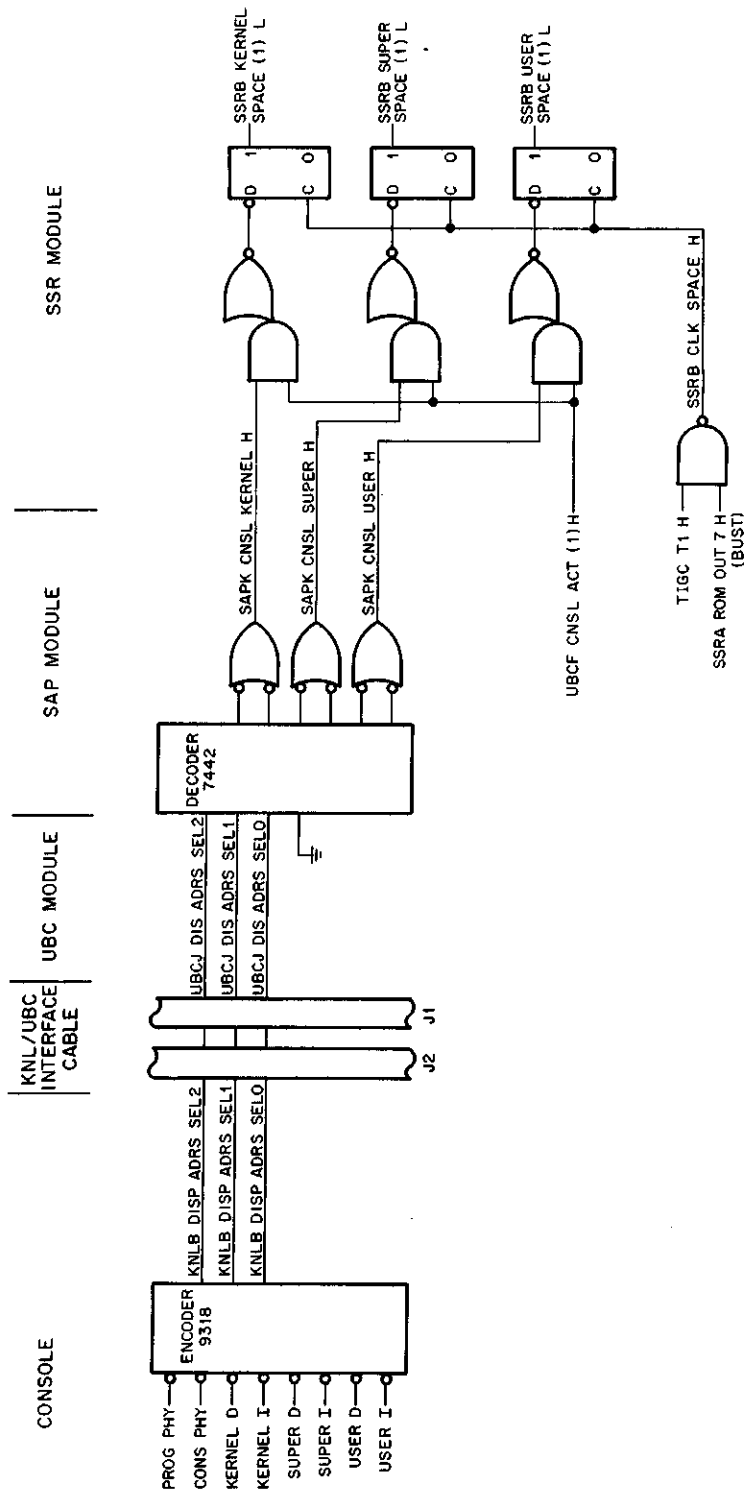 CONSOLE
KNL/UBC
INTERFACE
CABLE
UBC MODULE
SAP MODULE
SSR MODULE
PROG PHY
CONS PHY
KERNEL D
KERNEL I
SUPER D
SUPER I
USER D
USER I
ENCODER
9318
KNLB DISP ADRS SEL2
KNLB DISP ADRS SEL1
KNLB DISP ADRS SEL0
J2
J1
UBCJ DIS ADRS SEL2
UBCJ DIS ADRS SEL1
UBCJ DIS ADRS SEL0
DECODER
7442
SAPK CNSL KERNEL H
SAPK CNSL SUPER H
SAPK CNSL USER H
UBCF CNSL ACT (1) H
TIGC T1 H
SSRA ROM OUT 7 H
(BUST)
SSRB CLK SPACE H
D 1
C 0
SSRB KERNEL
SPACE (1) L
D 1
C 0
SSRB SUPER
SPACE (1) L
D 1
C 0
SSRB USER
SPACE (1) L